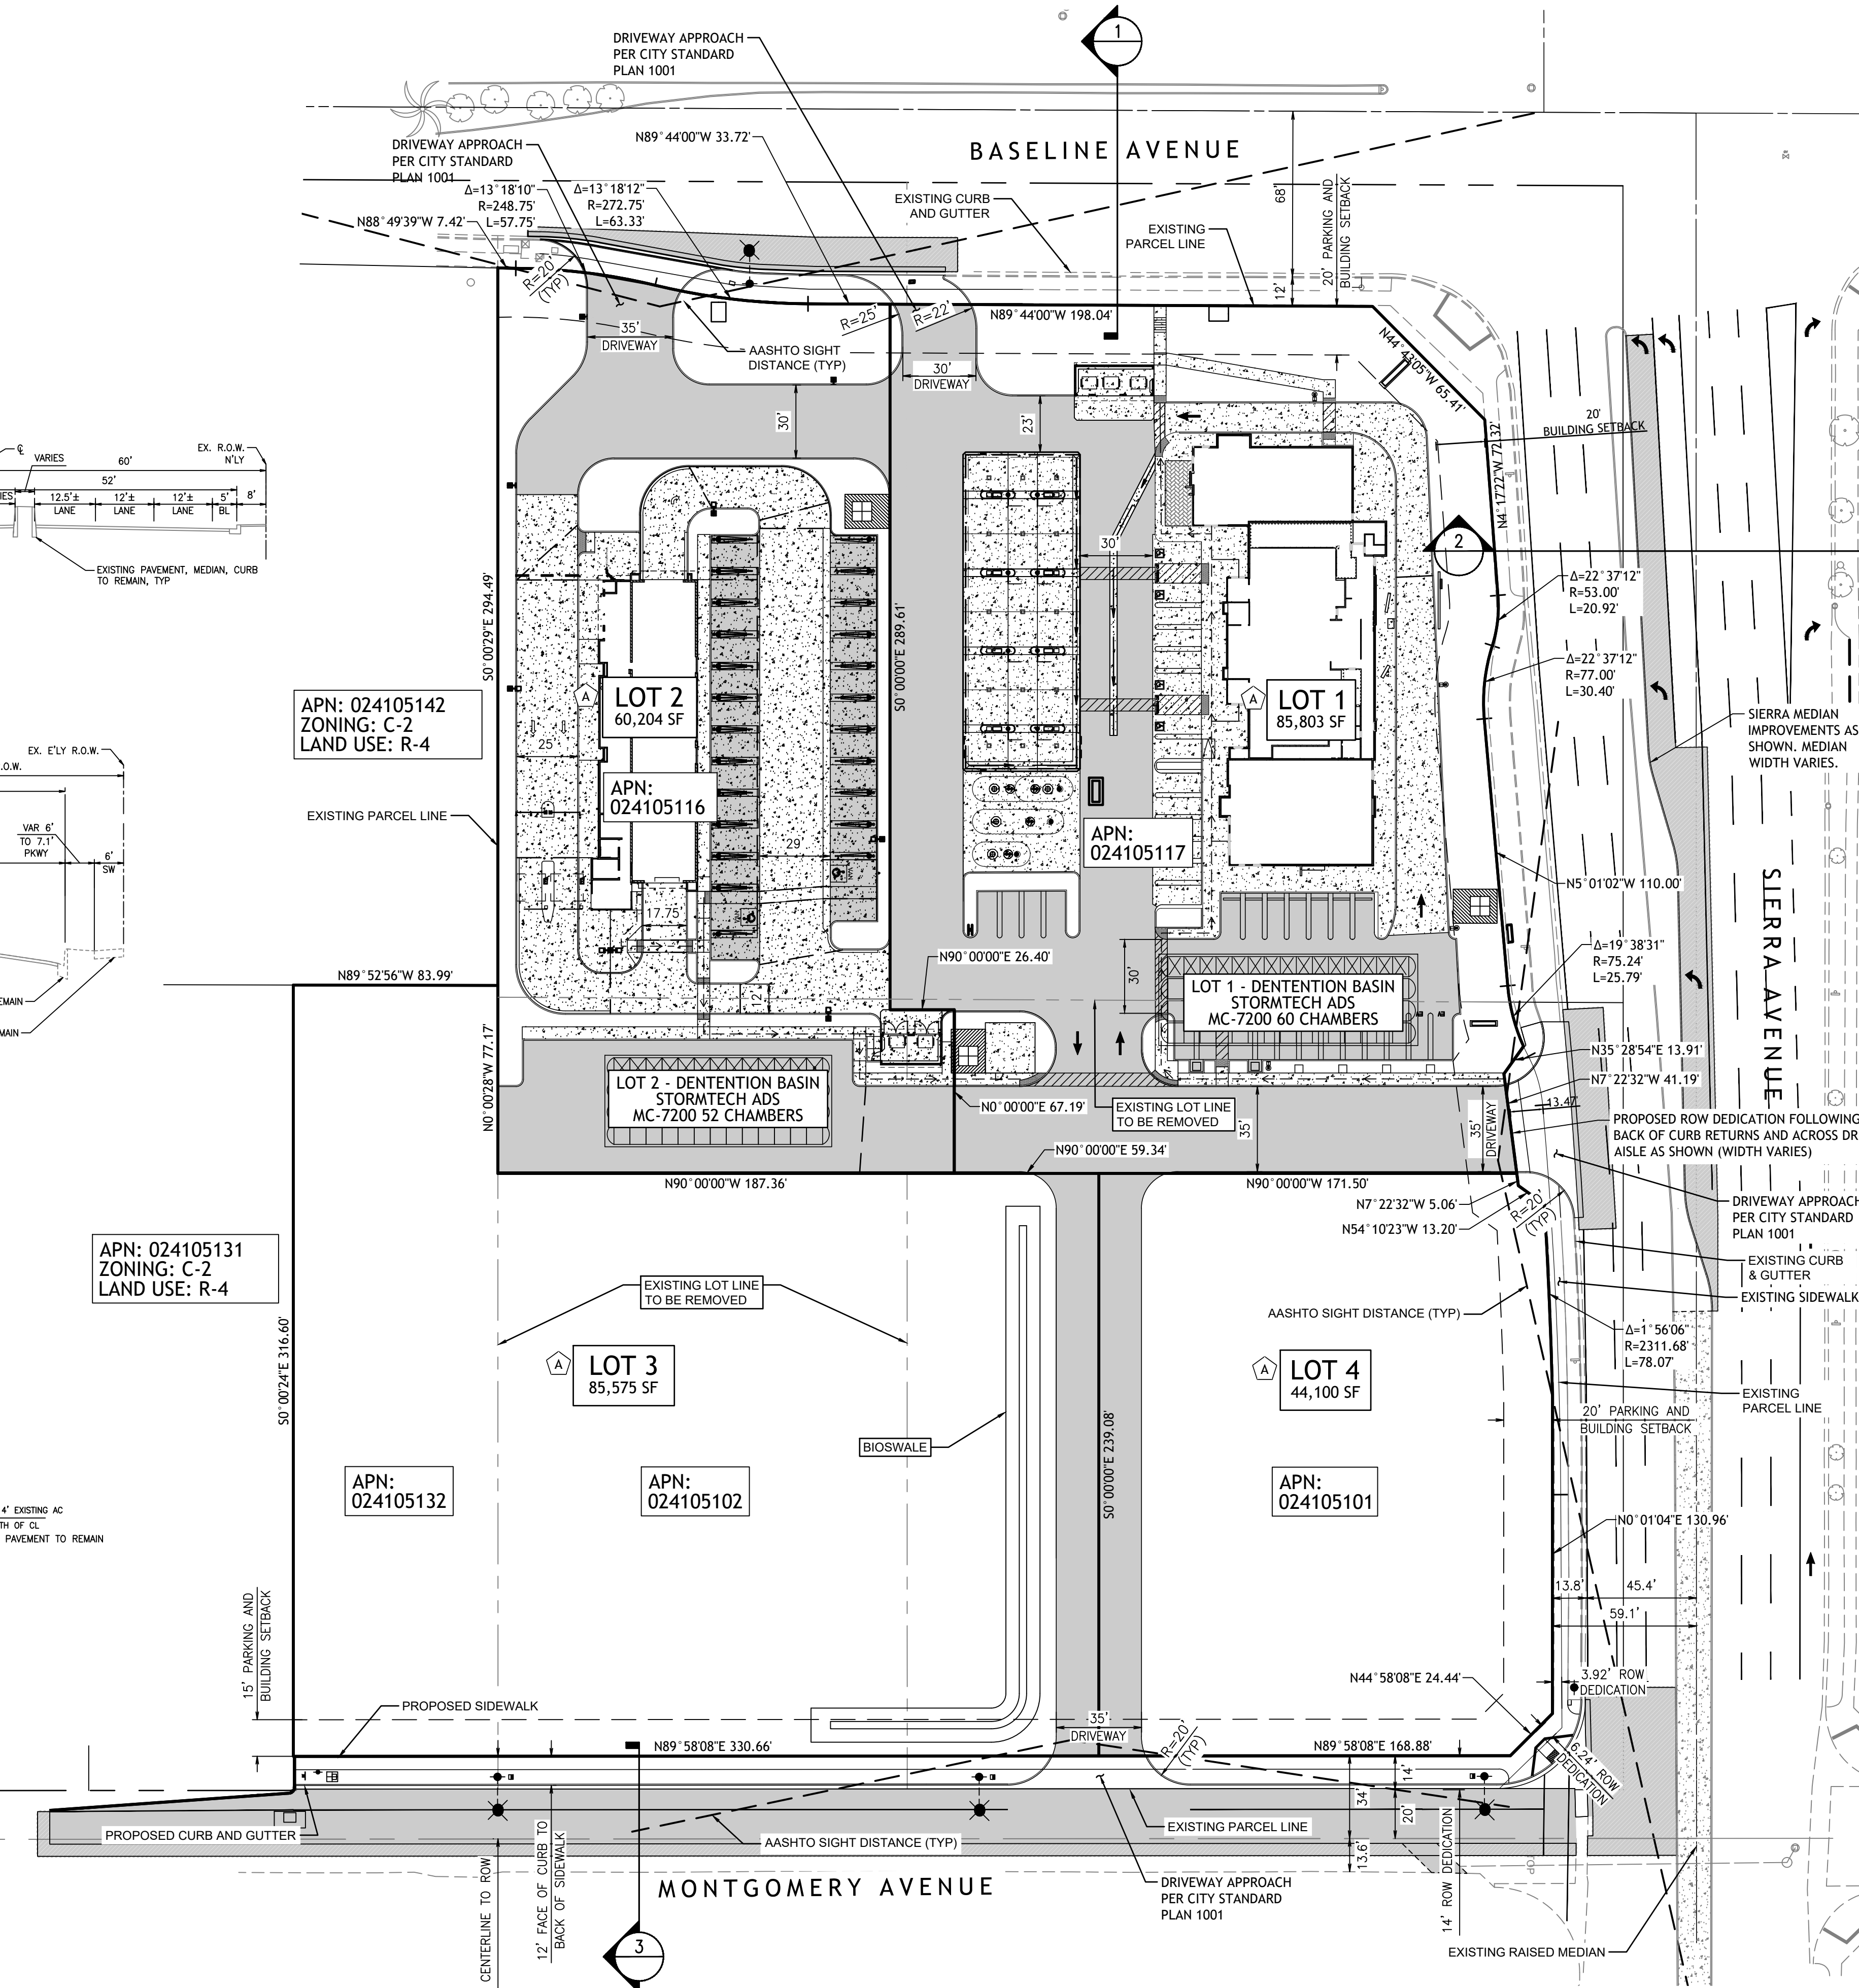 1
DRIVEWAY APPROACH
PER CITY STANDARD
PLAN 1001
N89°44'00"W 33.72'
BASELINE AVENUE
DRIVEWAY APPROACH
PER CITY STANDARD
PLAN 1001
Δ=13°18'10"
R=248.75'
L=57.75'
Δ=13°18'12"
R=272.75'
L=63.33'
N88°49'39"W 7.42'
EXISTING CURB
AND GUTTER
EXISTING
PARCEL LINE
68'
12'
20' PARKING AND
BUILDING SETBACK
R=20'
(TYP)
R=25'
R=22'
N89°44'00"W 198.04'
35'
DRIVEWAY
AASHTO SIGHT
DISTANCE (TYP)
30'
DRIVEWAY
N44°43'05"W 65.41'
30'
23'
20'
BUILDING SETBACK
N4°17'22"W 72.32'
℄
VARIES
60'
EX. R.O.W.
N'LY
52'
12.5'±
LANE
12'±
LANE
12'±
LANE
5'
BL
8'
EXISTING PAVEMENT, MEDIAN, CURB
TO REMAIN, TYP
2
30'
Δ=22°37'12"
R=53.00'
L=20.92'
S0°00'29"E 294.49'
S0°00'00"E 289.61'
Δ=22°37'12"
R=77.00'
L=30.40'
APN: 024105142
ZONING: C-2
LAND USE: R-4
A
LOT 2
60,204 SF
A
LOT 1
85,803 SF
SIERRA MEDIAN
IMPROVEMENTS AS
SHOWN. MEDIAN
WIDTH VARIES.
25'
EX. E'LY R.O.W.
APN:
024105116
EXISTING PARCEL LINE
APN:
024105117
VAR 6'
TO 7.1'
PKWY
6'
SW
29'
SIERRA AVENUE
N5°01'02"W 110.00'
17.75'
N90°00'00"E 26.40'
Δ=19°38'31"
R=75.24'
L=25.79'
N89°52'56"W 83.99'
12'
30'
LOT 1 - DENTENTION BASIN
STORMTECH ADS
MC-7200 60 CHAMBERS
N35°28'54"E 13.91'
N7°22'32"W 41.19'
N0°00'28"W 77.17'
LOT 2 - DENTENTION BASIN
STORMTECH ADS
MC-7200 52 CHAMBERS
N0°00'00"E 67.19'
EXISTING LOT LINE
TO BE REMOVED
13.47'
PROPOSED ROW DEDICATION FOLLOWING
BACK OF CURB RETURNS AND ACROSS
AISLE AS SHOWN (WIDTH VARIES)
35'
35'
DRIVEWAY
N90°00'00"E 59.34'
N90°00'00"W 187.36'
N90°00'00"W 171.50'
N7°22'32"W 5.06'
N54°10'23"W 13.20'
R=20'
(TYP)
DRIVEWAY APPROACH
PER CITY STANDARD
PLAN 1001
APN: 024105131
ZONING: C-2
LAND USE: R-4
EXISTING CURB
& GUTTER
EXISTING SIDEWALK
EXISTING LOT LINE
TO BE REMOVED
AASHTO SIGHT DISTANCE (TYP)
Δ=1°56'06"
R=2311.68'
L=78.07'
S0°00'24"E 316.60'
A
LOT 3
85,575 SF
A
LOT 4
44,100 SF
EXISTING
PARCEL LINE
20' PARKING AND
BUILDING SETBACK
BIOSWALE
S0°00'00"E 239.08'
APN:
024105132
APN:
024105102
APN:
024105101
4' EXISTING AC
TH OF CL
PAVEMENT TO REMAIN
N0°01'04"E 130.96'
13.8'
45.4'
59.1'
15' PARKING AND
BUILDING SETBACK
N44°58'08"E 24.44'
3.92' ROW
DEDICATION
PROPOSED SIDEWALK
35'
DRIVEWAY
R=20'
(TYP)
N89°58'08"E 330.66'
N89°58'08"E 168.88'
6.24' ROW
DEDICATION
14'
34'
20'
13.6'
PROPOSED CURB AND GUTTER
AASHTO SIGHT DISTANCE (TYP)
EXISTING PARCEL LINE
CENTERLINE TO ROW
12' FACE OF CURB TO
BACK OF SIDEWALK
MONTGOMERY AVENUE
DRIVEWAY APPROACH
PER CITY STANDARD
PLAN 1001
14' ROW DEDICATION
TOP
3
EXISTING RAISED MEDIAN